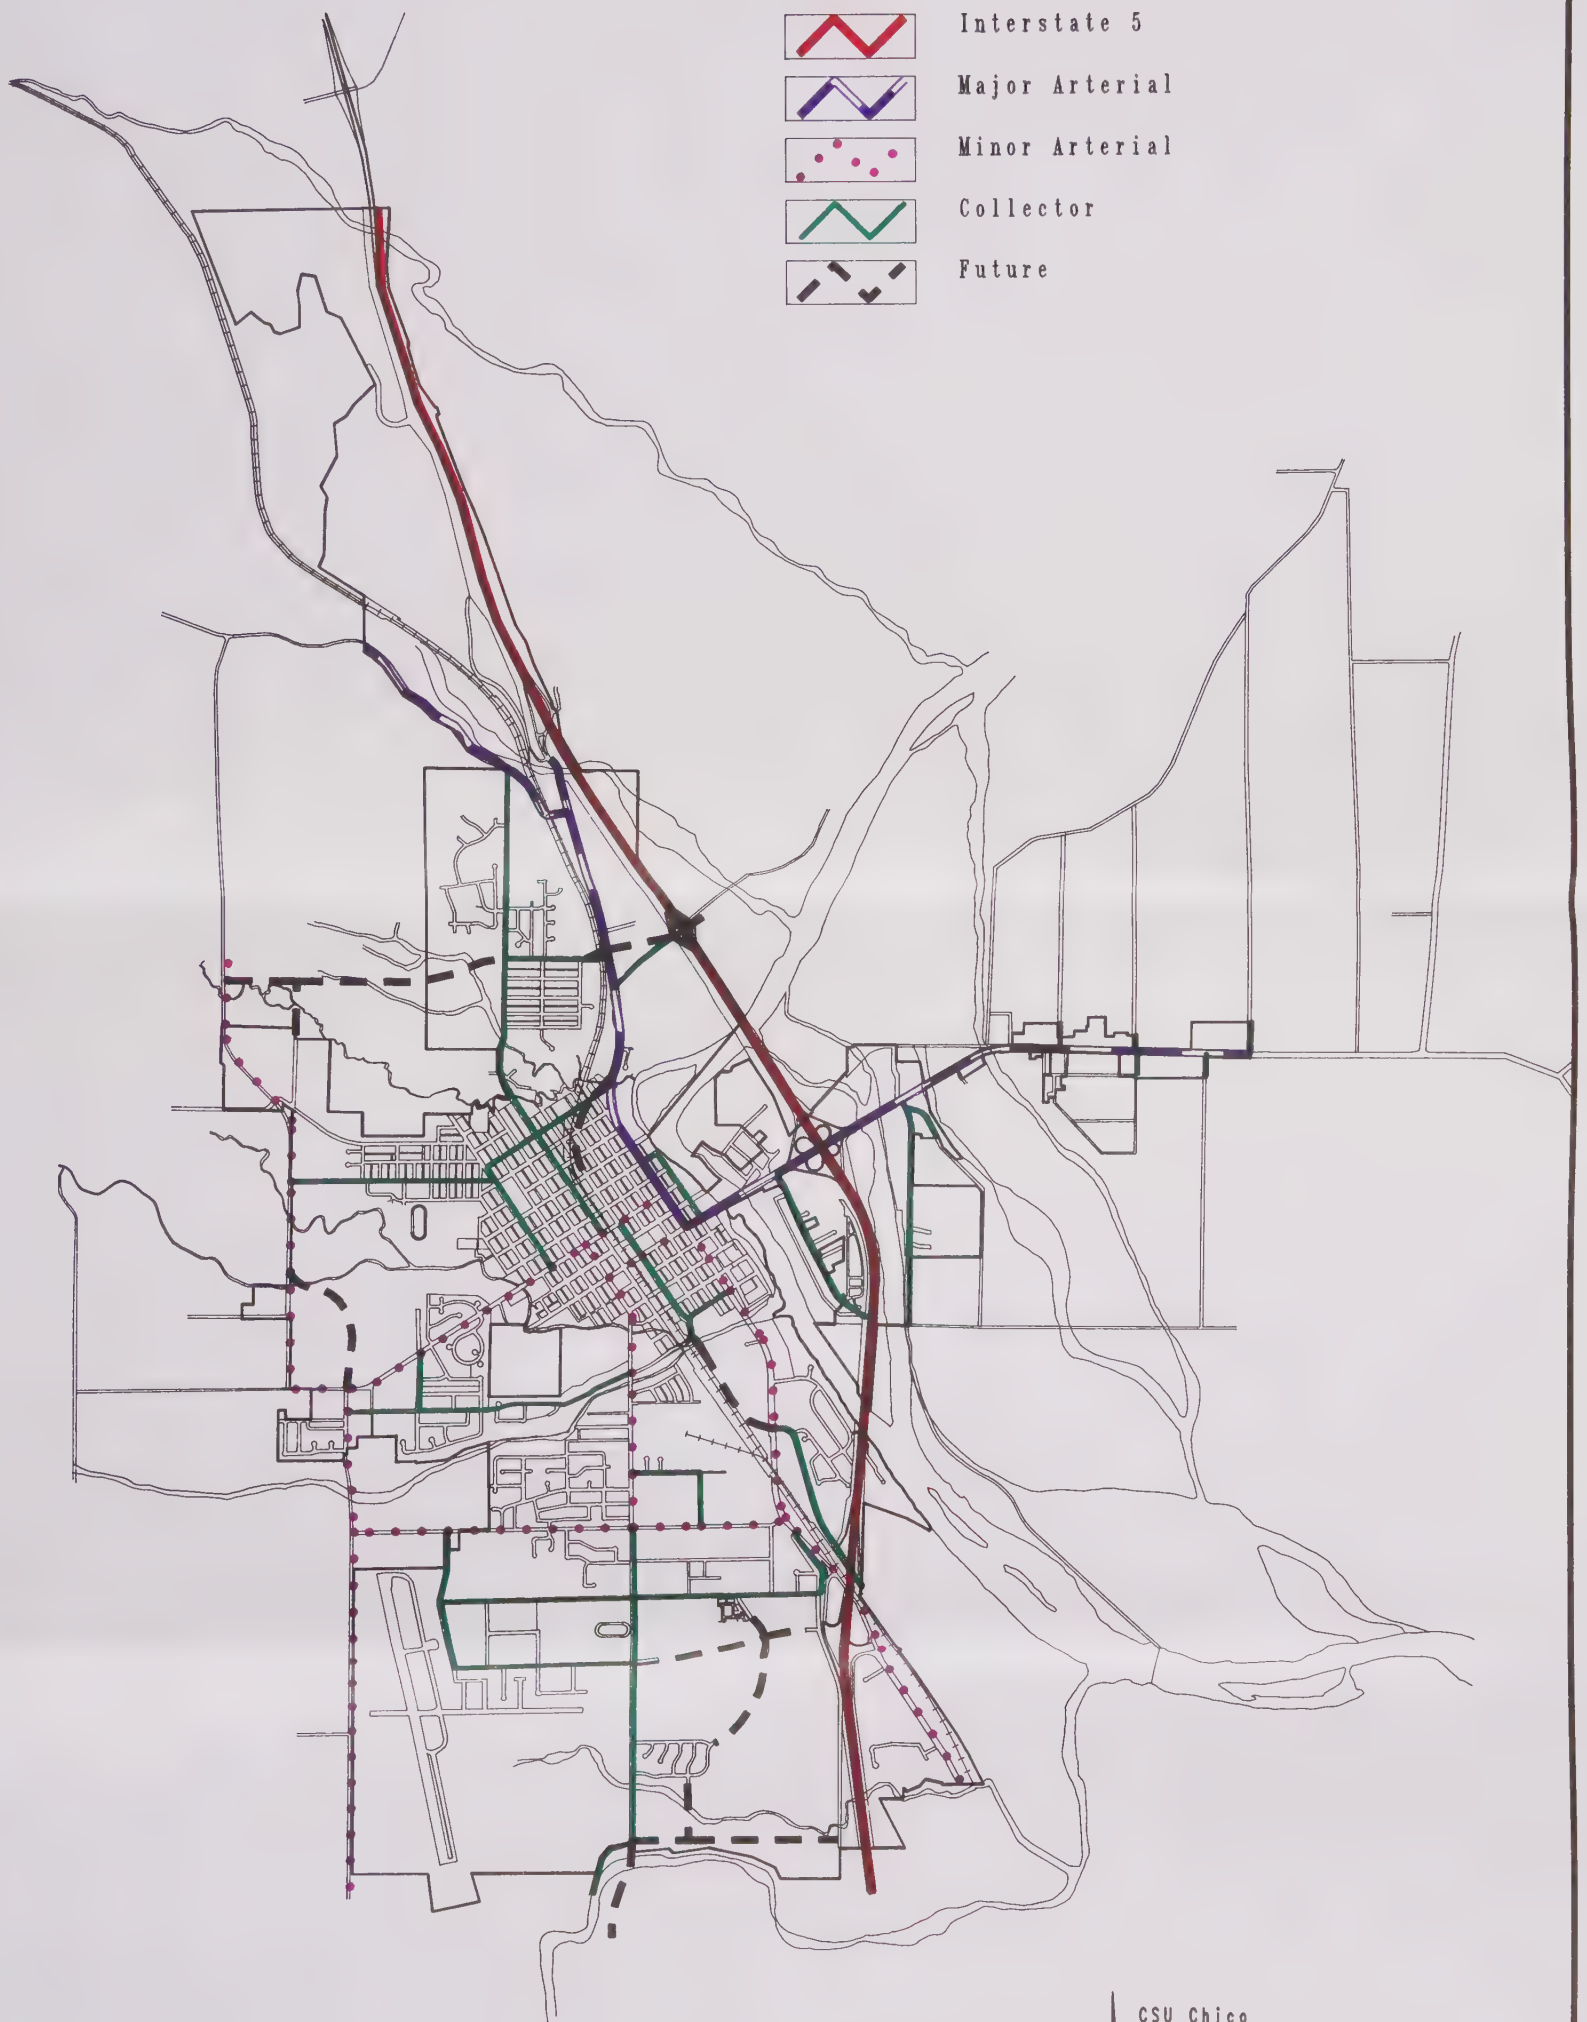 Interstate 5
Major Arterial
Minor Arterial
Collector
Future
CSU Chico